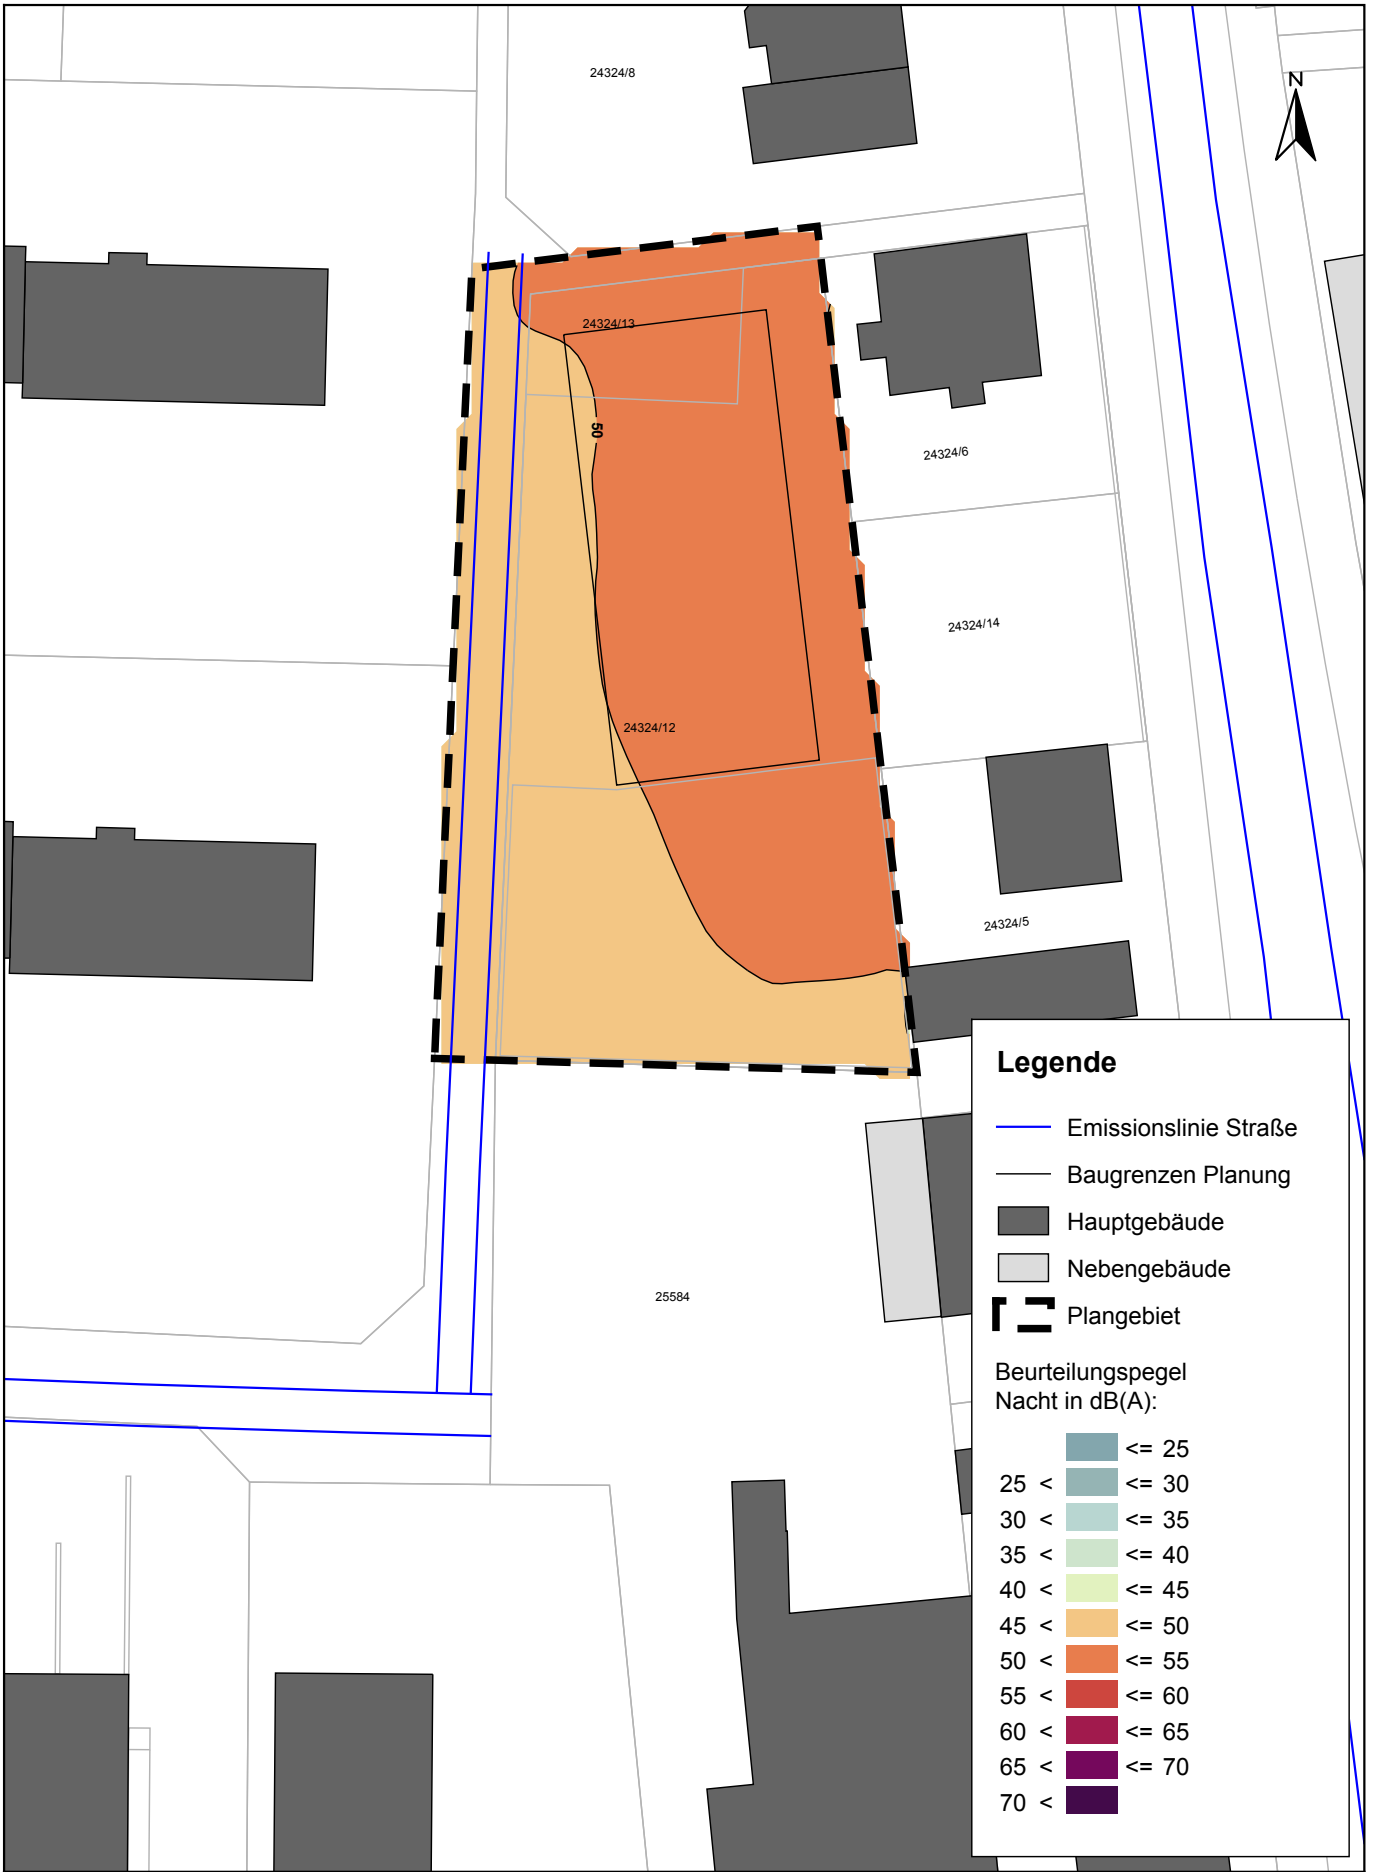 24324/8
N
24324/13
50
24324/6
24324/14
24324/12
24324/5
25584
Legende
Emissionslinie Straße
Baugrenzen Planung
Hauptgebäude
Nebengebäude
Plangebiet
Beurteilungspegel
Nacht in dB(A):
<= 25
25 < <= 30
30 < <= 35
35 < <= 40
40 < <= 45
45 < <= 50
50 < <= 55
55 < <= 60
60 < <= 65
65 < <= 70
70 <